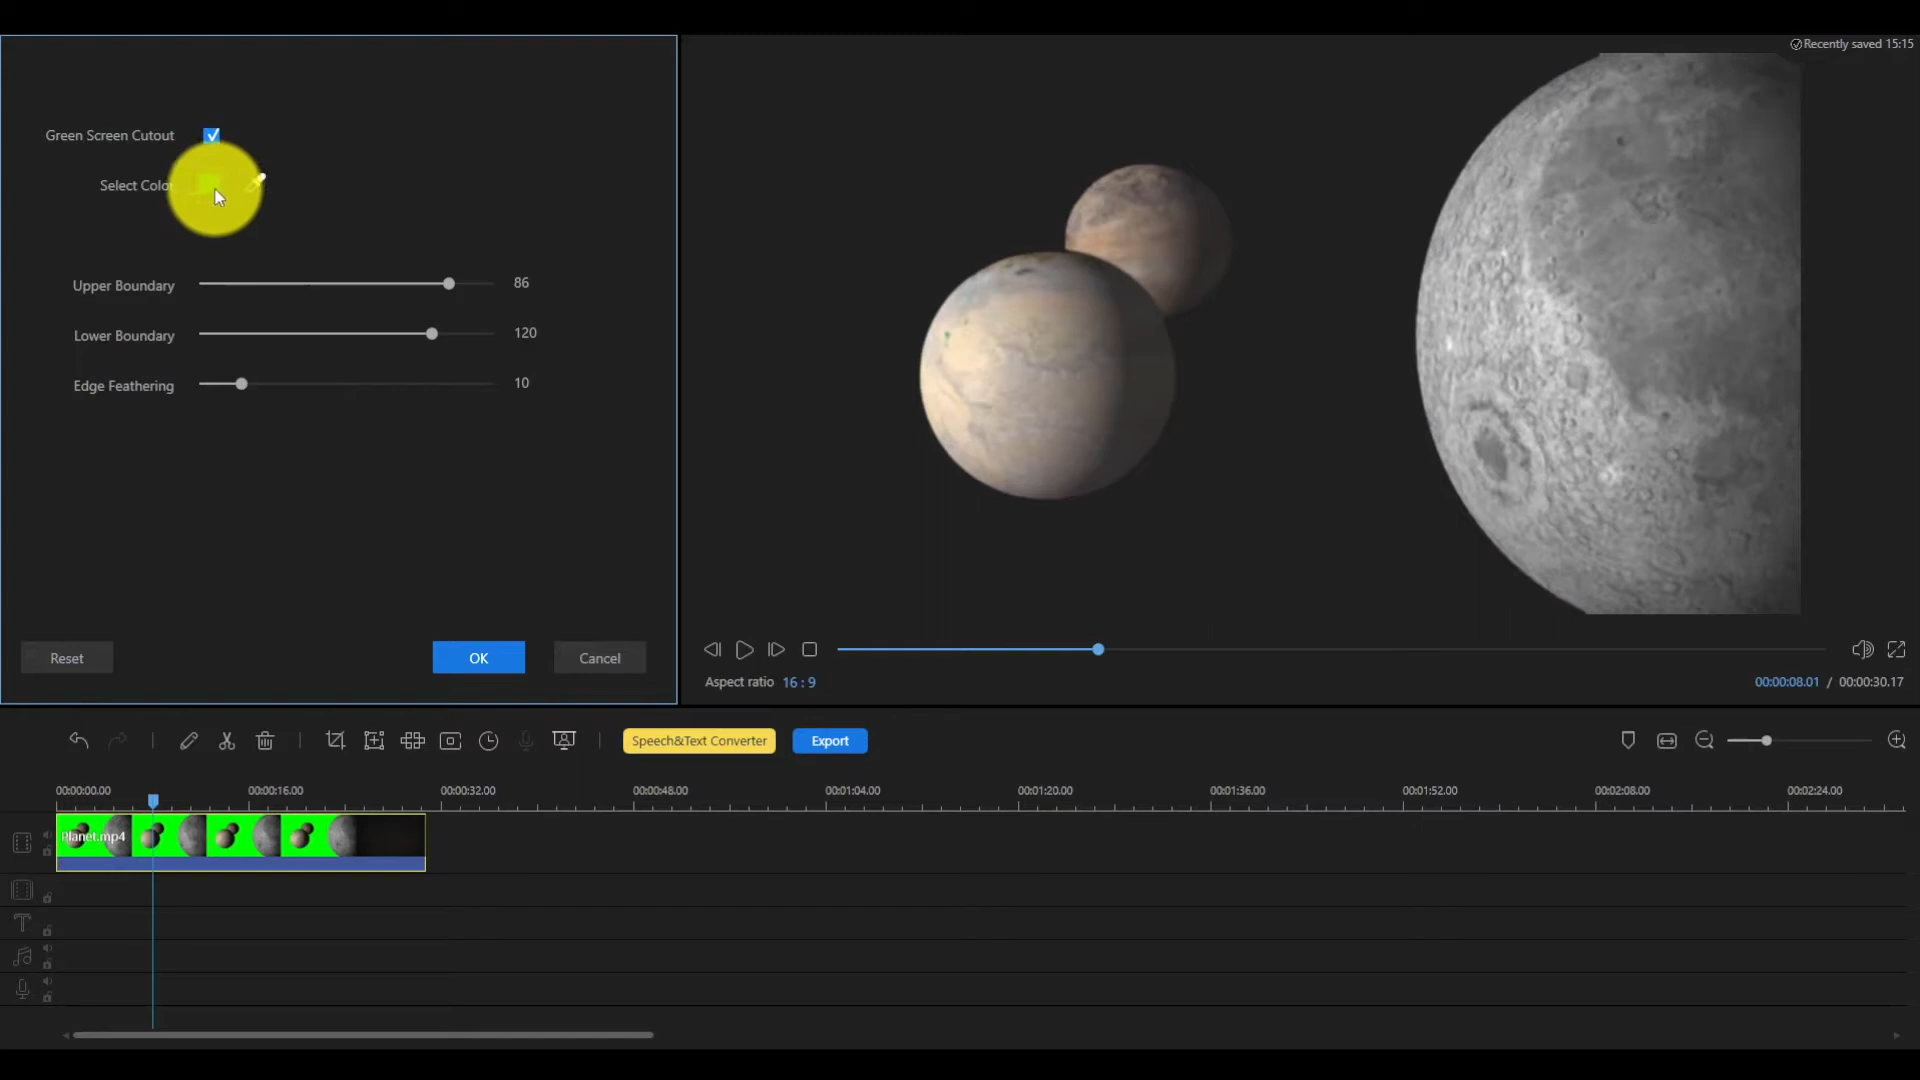 Recently saved 15:15
Green Screen Cutout
Select Color
Upper Boundary 86
Lower Boundary 120
Edge Feathering 10
Reset OK Cancel
Aspect ratio 16 : 9 00:00:08.01 / 00:00:30.17
Speech&Text Converter Export
00:00:00.00 00:00:16.00 00:00:32.00 00:00:48.00 00:01:04.00 00:01:20.00 00:01:36.00 00:01:52.00 00:02:08.00 00:02:24.00
Planet.mp4